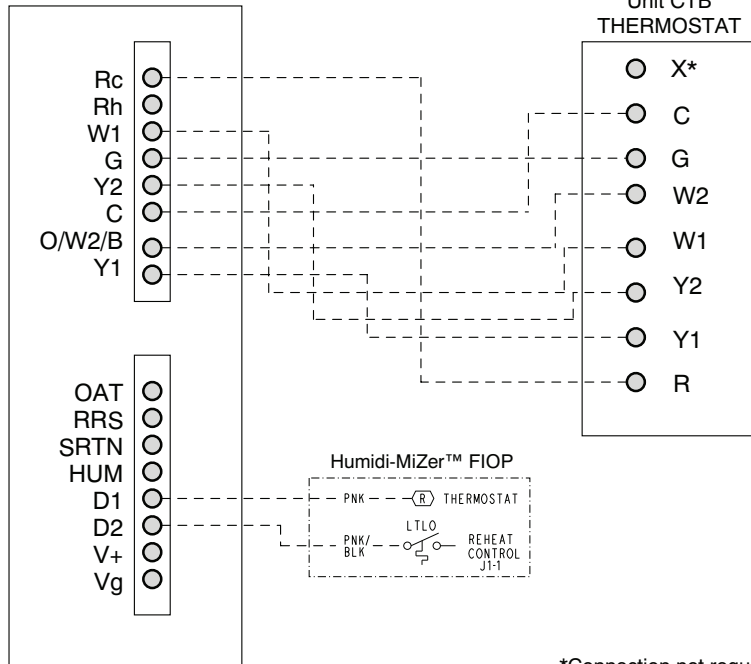 Unit CTB
THERMOSTAT
Rc
Rh
W1
G
Y2
C
O/W2/B
Y1
X*
C
G
W2
W1
Y2
Y1
R
OAT
RRS
SRTN
HUM
D1
D2
V+
Vg
Humidi-MiZer™ FIOP
PNK
R
THERMOSTAT
LTLO
PNK/
BLK
REHEAT
CONTROL
J1-1
*Connection not